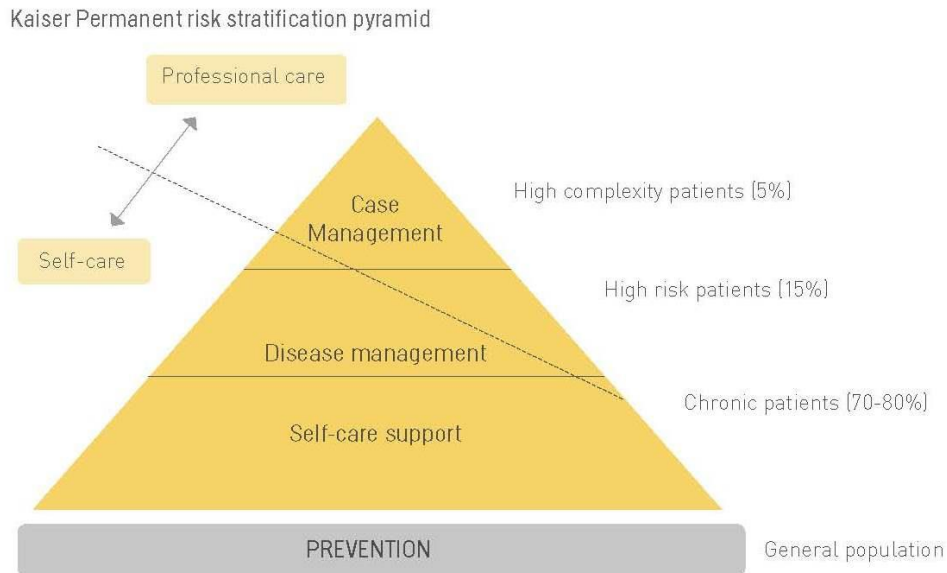 Kaiser Permanent risk stratification pyramid
Professional care
Self-care
Case
Management
High complexity patients (5%)
High risk patients (15%)
Disease management
Chronic patients (70-80%)
Self-care support
PREVENTION
General population